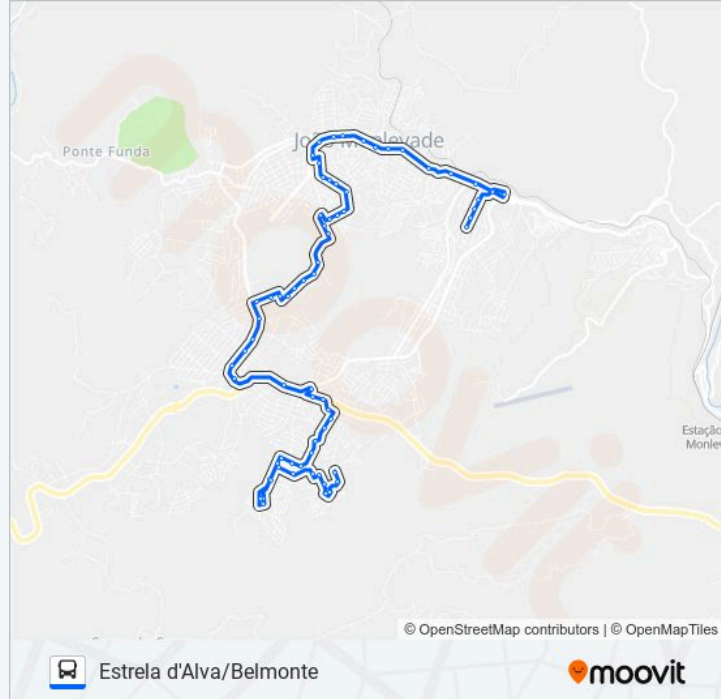 João Monlevade
Ponte Funda
Estação
Monlev
© OpenStreetMap contributors | © OpenMapTiles
Estrela d'Alva/Belmonte
moovit